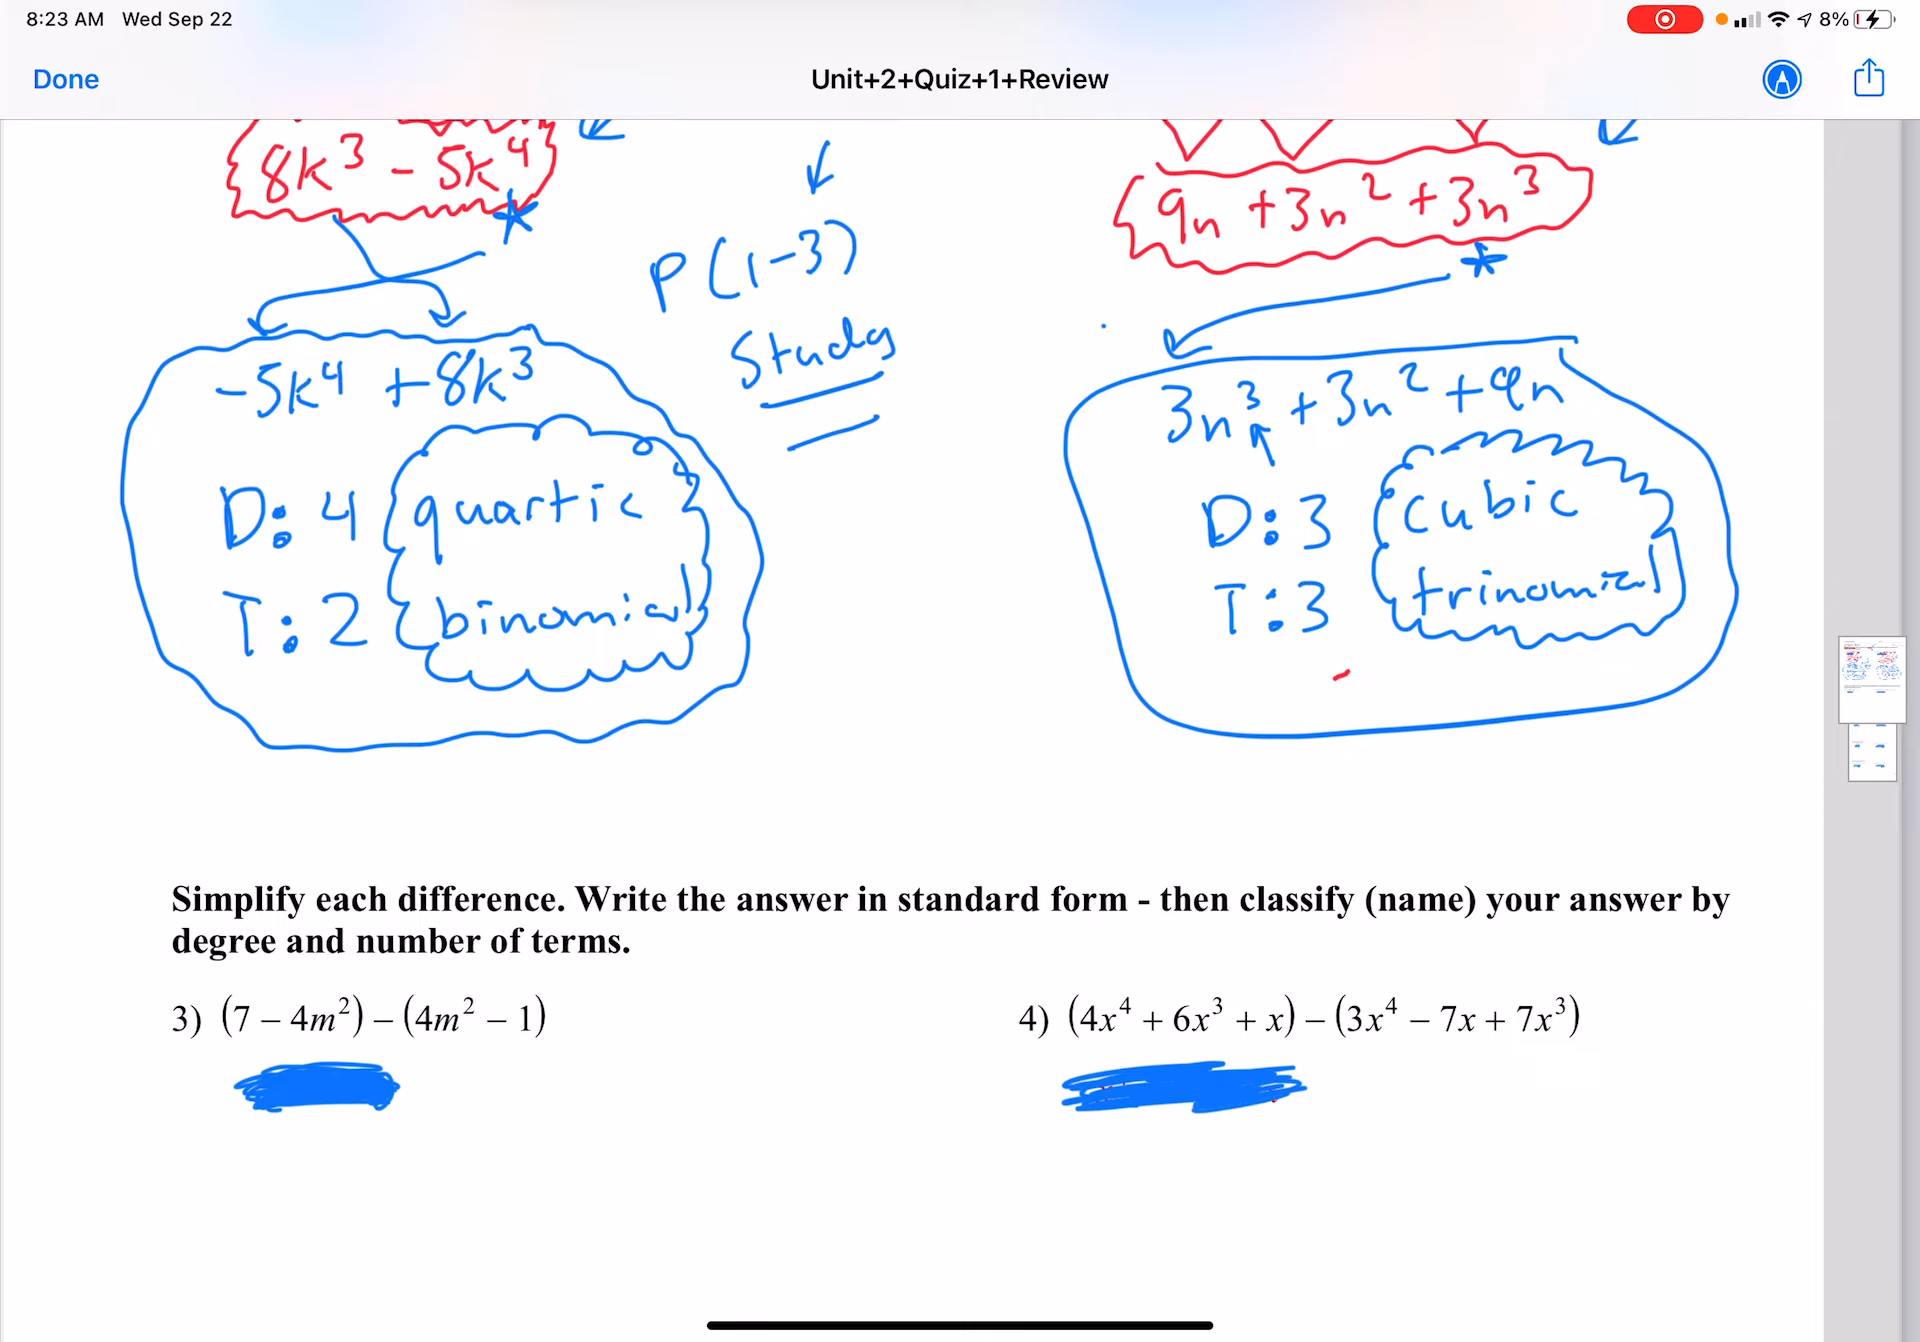 8:23 AM Wed Sep 22
8%
Done
Unit+2+Quiz+1+Review
8k³ - 5k⁴
9n + 3n² + 3n³
P(1-3)
Study
-5k⁴ + 8k³
D: 4 quartic
T: 2 binomial
3n³ + 3n² + 9n
D: 3 cubic
T: 3 trinomial
Simplify each difference. Write the answer in standard form - then classify (name) your answer by
degree and number of terms.
3) (7 – 4m²) – (4m² – 1)
4) (4x⁴ + 6x³ + x) – (3x⁴ – 7x + 7x³)